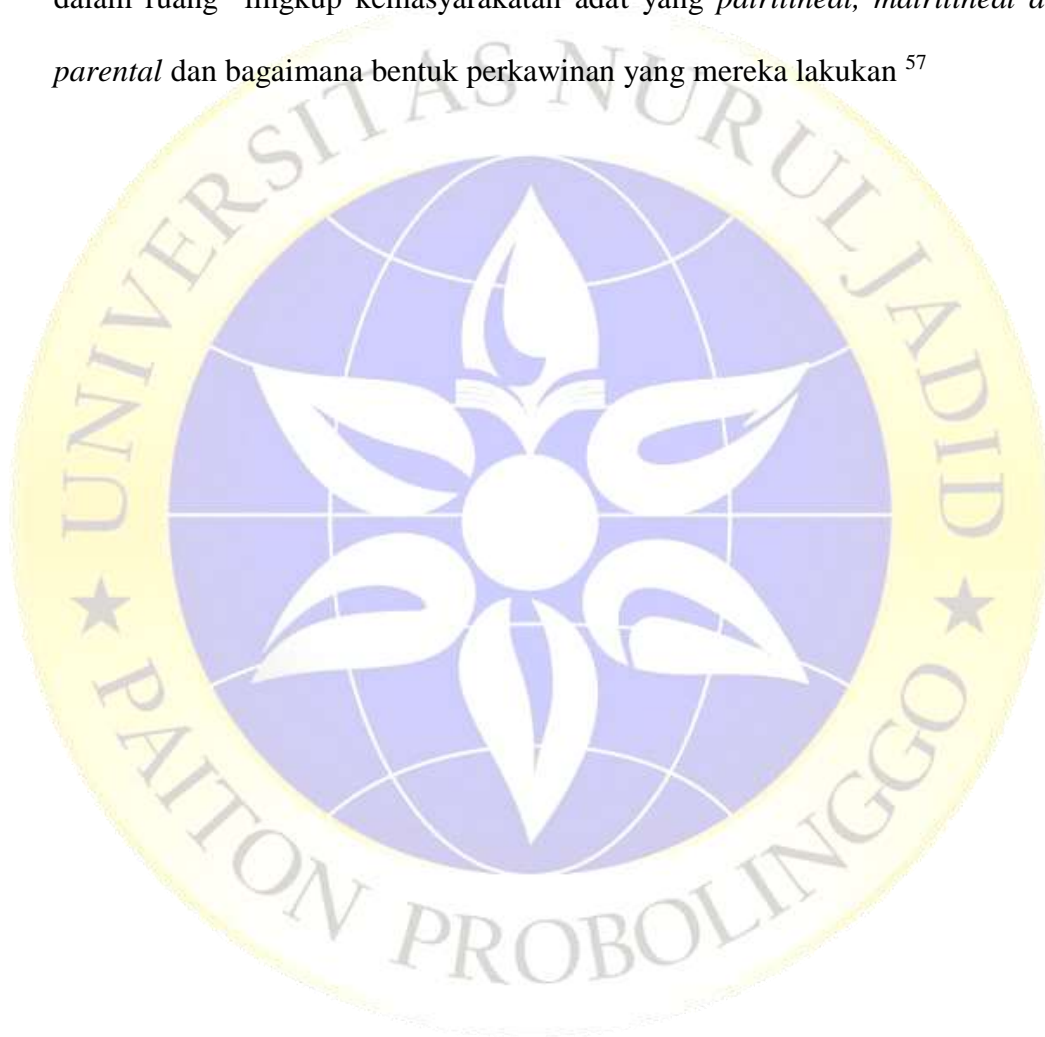 dalam ruang lingkup kemasyarakatan adat yang patrilineal, matrilineal
parental dan bagaimana bentuk perkawinan yang mereka lakukan 57
UNIVERSITAS NURUL JADID
★ PAITON PROBOLINGGO ★